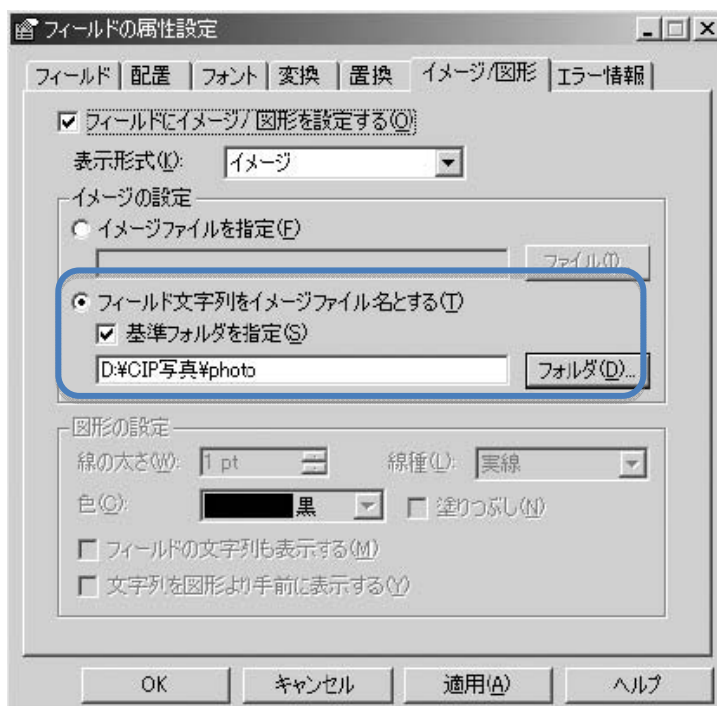 フィールドの属性設定
フィールド 配置 フォント 変換 置換 イメージ/図形 エラー情報
フィールドにイメージ/図形を設定する(O)
表示形式(K): イメージ
イメージの設定
イメージファイルを指定(F)
ファイル(I)...
フィールド文字列をイメージファイル名とする(T)
基準フォルダを指定(S)
D:¥CIP写真¥photo フォルダ(D)...
図形の設定
線の太さ(W): 1 pt 線種(L): 実線
色(C): 黒 塗りつぶし(N)
フィールドの文字列も表示する(M)
文字列を図形より手前に表示する(Y)
OK キャンセル 適用(A) ヘルプ